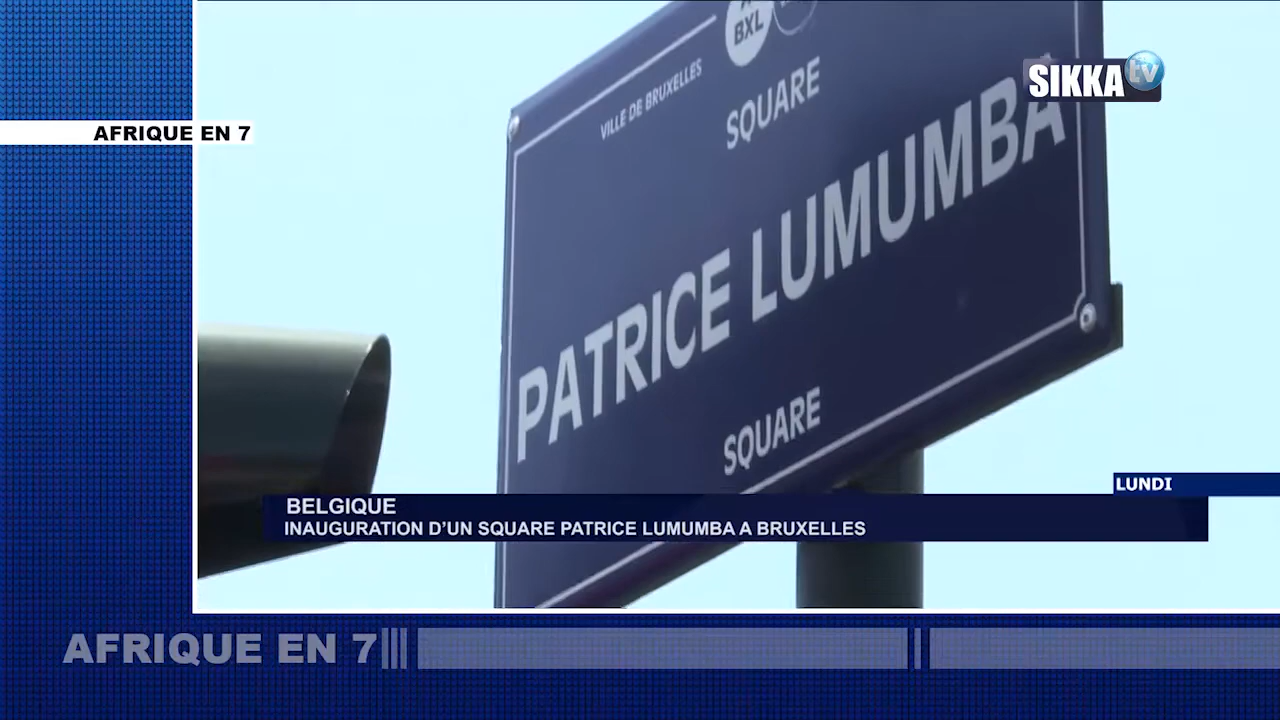 SIKKA tv
AFRIQUE EN 7
BXL
VILLE DE BRUXELLES
SQUARE
PATRICE LUMUMBA
SQUARE
LUNDI
BELGIQUE
INAUGURATION D'UN SQUARE PATRICE LUMUMBA A BRUXELLES
AFRIQUE EN 7